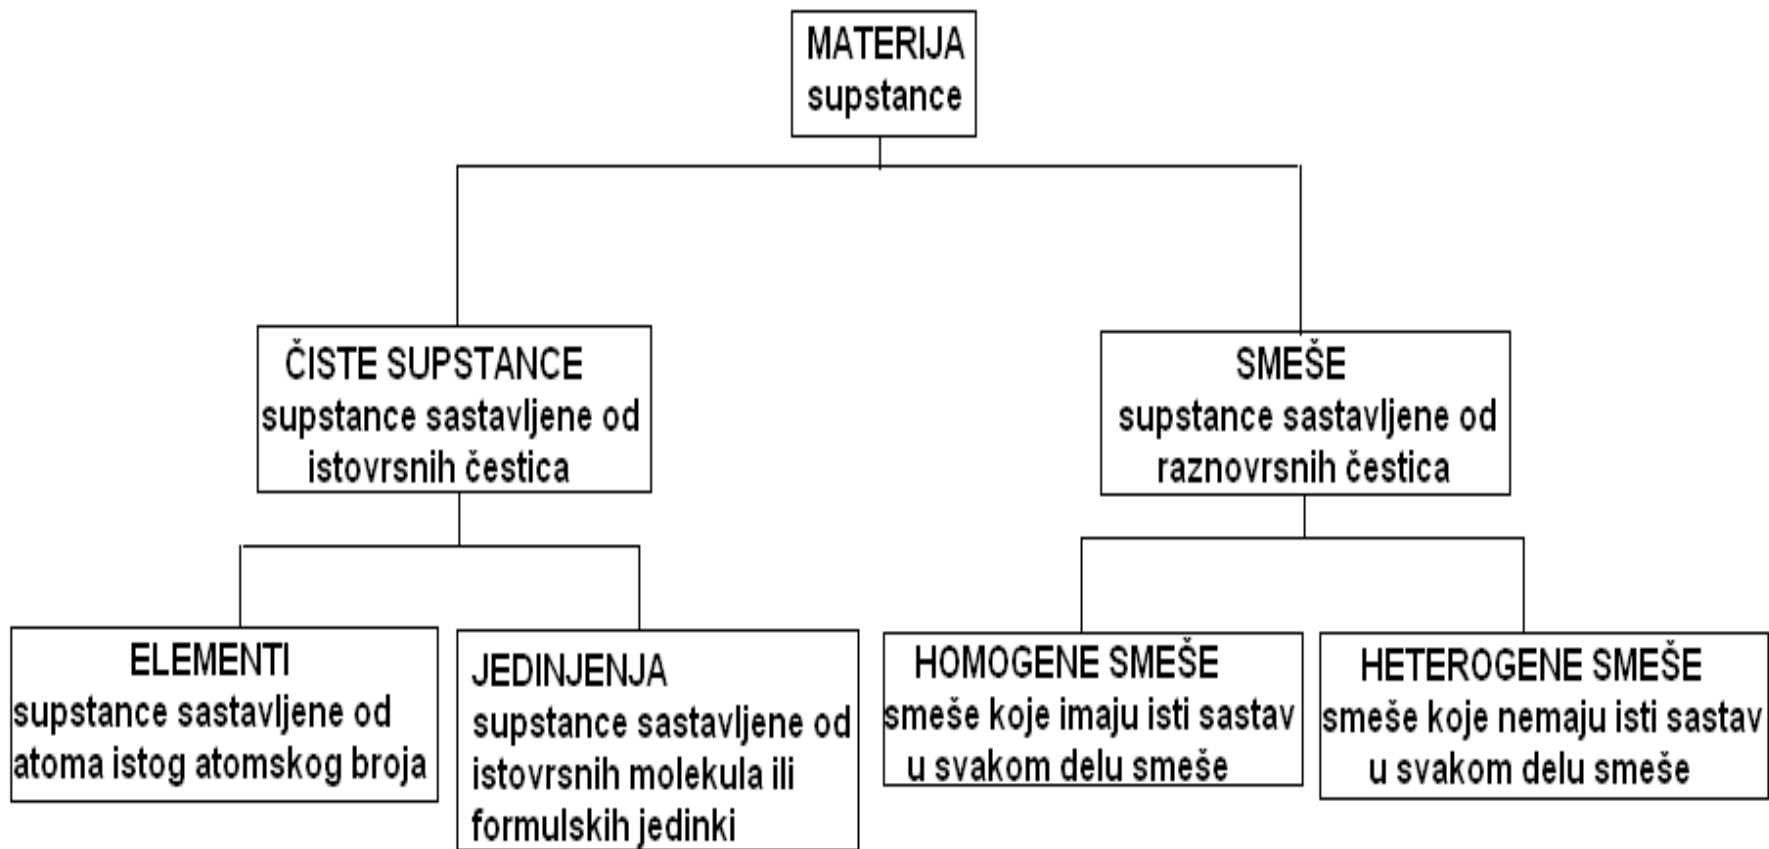 MATERIJA
supstance
ČISTE SUPSTANCE
supstance sastavljene od
istovrsnih čestica
SMEŠE
supstance sastavljene od
raznovrsnih čestica
ELEMENTI
supstance sastavljene od
atoma istog atomskog broja
JEDINJENJA
supstance sastavljene od
istovrsnih molekula ili
formulskih jedinki
HOMOGENE SMEŠE
smeše koje imaju isti sastav
u svakom delu smeše
HETEROGENE SMEŠE
smeše koje nemaju isti sastav
u svakom delu smeše